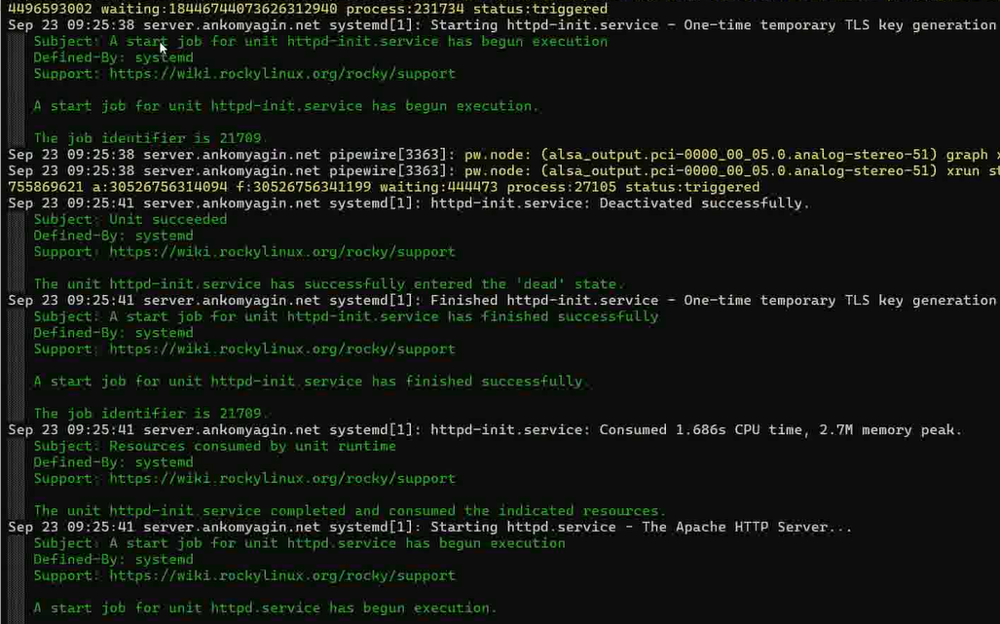 4496593002 waiting:18446744073626312940 process:231734 status:triggered
Sep 23 09:25:38 server.ankomyagin.net systemd[1]: Starting httpd-init.service - One-time temporary TLS key generation
Subject: A start job for unit httpd-init.service has begun execution
Defined-By: systemd
Support: https://wiki.rockylinux.org/rocky/support
A start job for unit httpd-init.service has begun execution.
The job identifier is 21709.
Sep 23 09:25:38 server.ankomyagin.net pipewire[3363]: pw.node: (alsa_output.pci-0000_00_05.0.analog-stereo-51) graph x
Sep 23 09:25:38 server.ankomyagin.net pipewire[3363]: pw.node: (alsa_output.pci-0000_00_05.0.analog-stereo-51) xrun st
755869621 a:30526756314094 f:30526756341199 waiting:444473 process:27105 status:triggered
Sep 23 09:25:41 server.ankomyagin.net systemd[1]: httpd-init.service: Deactivated successfully.
Subject: Unit succeeded
Defined-By: systemd
Support: https://wiki.rockylinux.org/rocky/support
The unit httpd-init.service has successfully entered the 'dead' state.
Sep 23 09:25:41 server.ankomyagin.net systemd[1]: Finished httpd-init.service - One-time temporary TLS key generation
Subject: A start job for unit httpd-init.service has finished successfully
Defined-By: systemd
Support: https://wiki.rockylinux.org/rocky/support
A start job for unit httpd-init.service has finished successfully.
The job identifier is 21709.
Sep 23 09:25:41 server.ankomyagin.net systemd[1]: httpd-init.service: Consumed 1.686s CPU time, 2.7M memory peak.
Subject: Resources consumed by unit runtime
Defined-By: systemd
Support: https://wiki.rockylinux.org/rocky/support
The unit httpd-init.service completed and consumed the indicated resources.
Sep 23 09:25:41 server.ankomyagin.net systemd[1]: Starting httpd.service - The Apache HTTP Server...
Subject: A start job for unit httpd.service has begun execution
Defined-By: systemd
Support: https://wiki.rockylinux.org/rocky/support
A start job for unit httpd.service has begun execution.